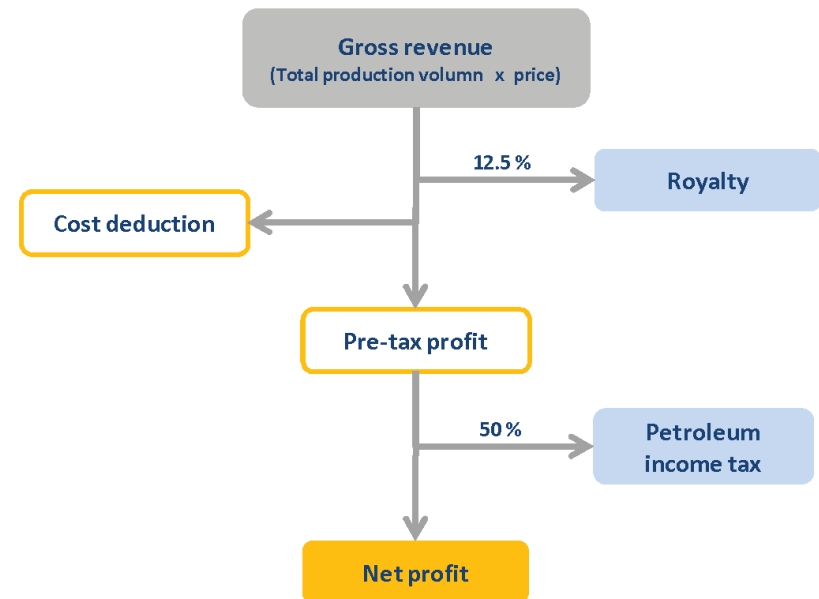 Gross revenue
(Total production volumn x price)
12.5 %
Royalty
Cost deduction
Pre-tax profit
50 %
Petroleum
income tax
Net profit